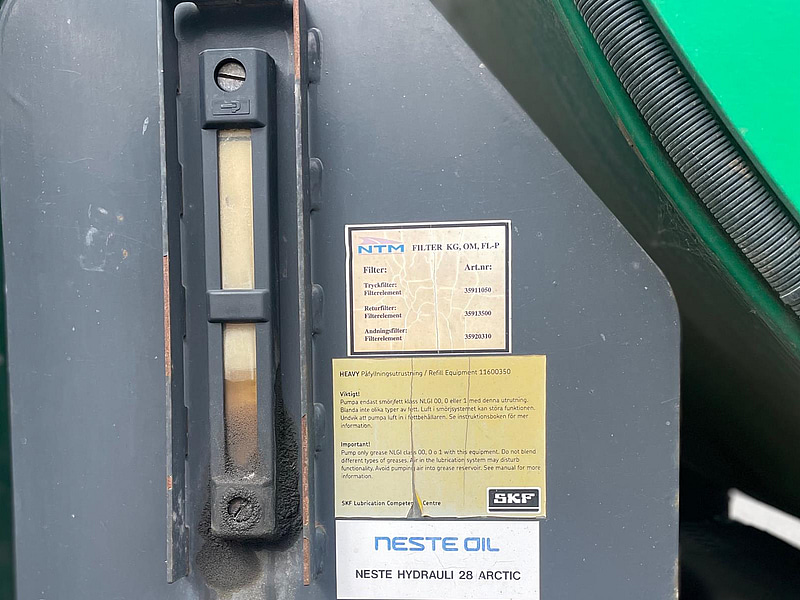 NTM FILTER KG, OM, FL-P
Filter: Art.nr:
Tryckfilter:
Filterelement 35911050
Returfilter:
Filterelement 35913500
Andningsfilter:
Filterelement 35920310
HEAVY Påfyllningsutrustning / Refill Equipment 11600350
Viktigt!
Pumpa endast smörjfett klass NLGI 00, 0 eller 1 med denna utrutning.
Blanda inte olika typer av fett. Luft i smörjsystemet kan störa funktionen.
Undvik att pumpa luft i fettbehållaren. Se instruktionsboken för mer
information.
Important!
Pump only grease NLGI class 00, 0 o 1 with this equipment. Do not blend
different types of greases. Air in the lubrication system may disturb
functionality. Avoid pumping air into grease reservoir. See manual for more
information.
SKF Lubrication Competence Centre
SKF
NESTE OIL
NESTE HYDRAULI 28 ARCTIC